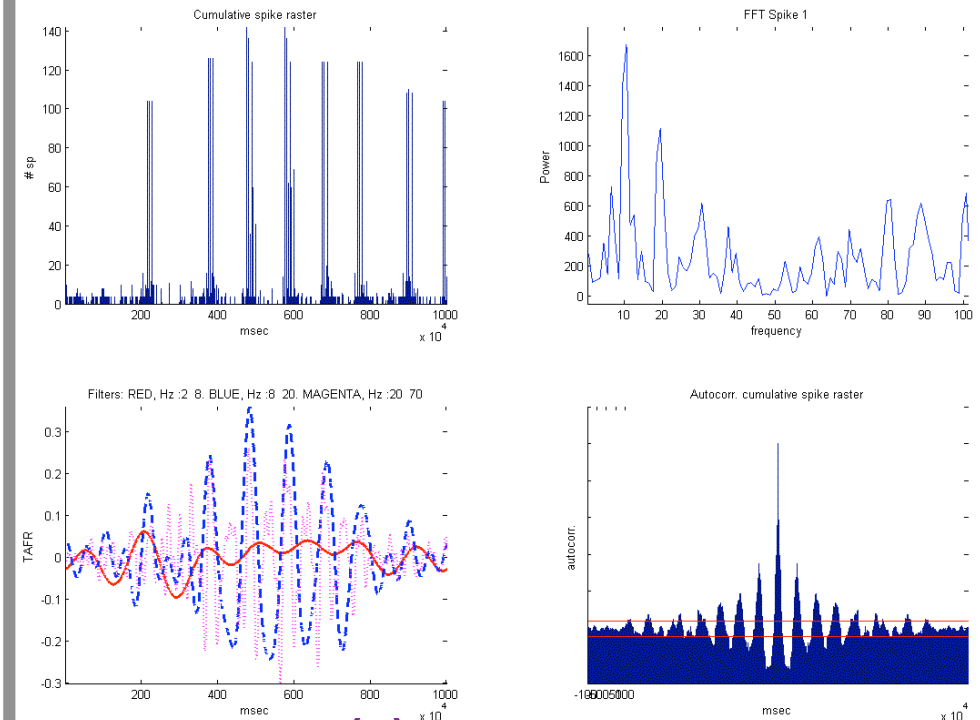 Cumulative spike raster
140
120
100
80
60
40
20
0
# sp
200 400 600 800 1000
msec
x 10^4
FFT Spike 1
1600
1400
1200
1000
800
600
400
200
0
Power
10 20 30 40 50 60 70 80 90 100
frequency
Filters: RED, Hz :2 8. BLUE, Hz :8 20. MAGENTA, Hz :20 70
0.3
0.2
0.1
0
-0.1
-0.2
-0.3
TAFR
200 400 600 800 1000
msec
x 10^4
Autocorr. cumulative spike raster
autocorr.
msec
x 10^4